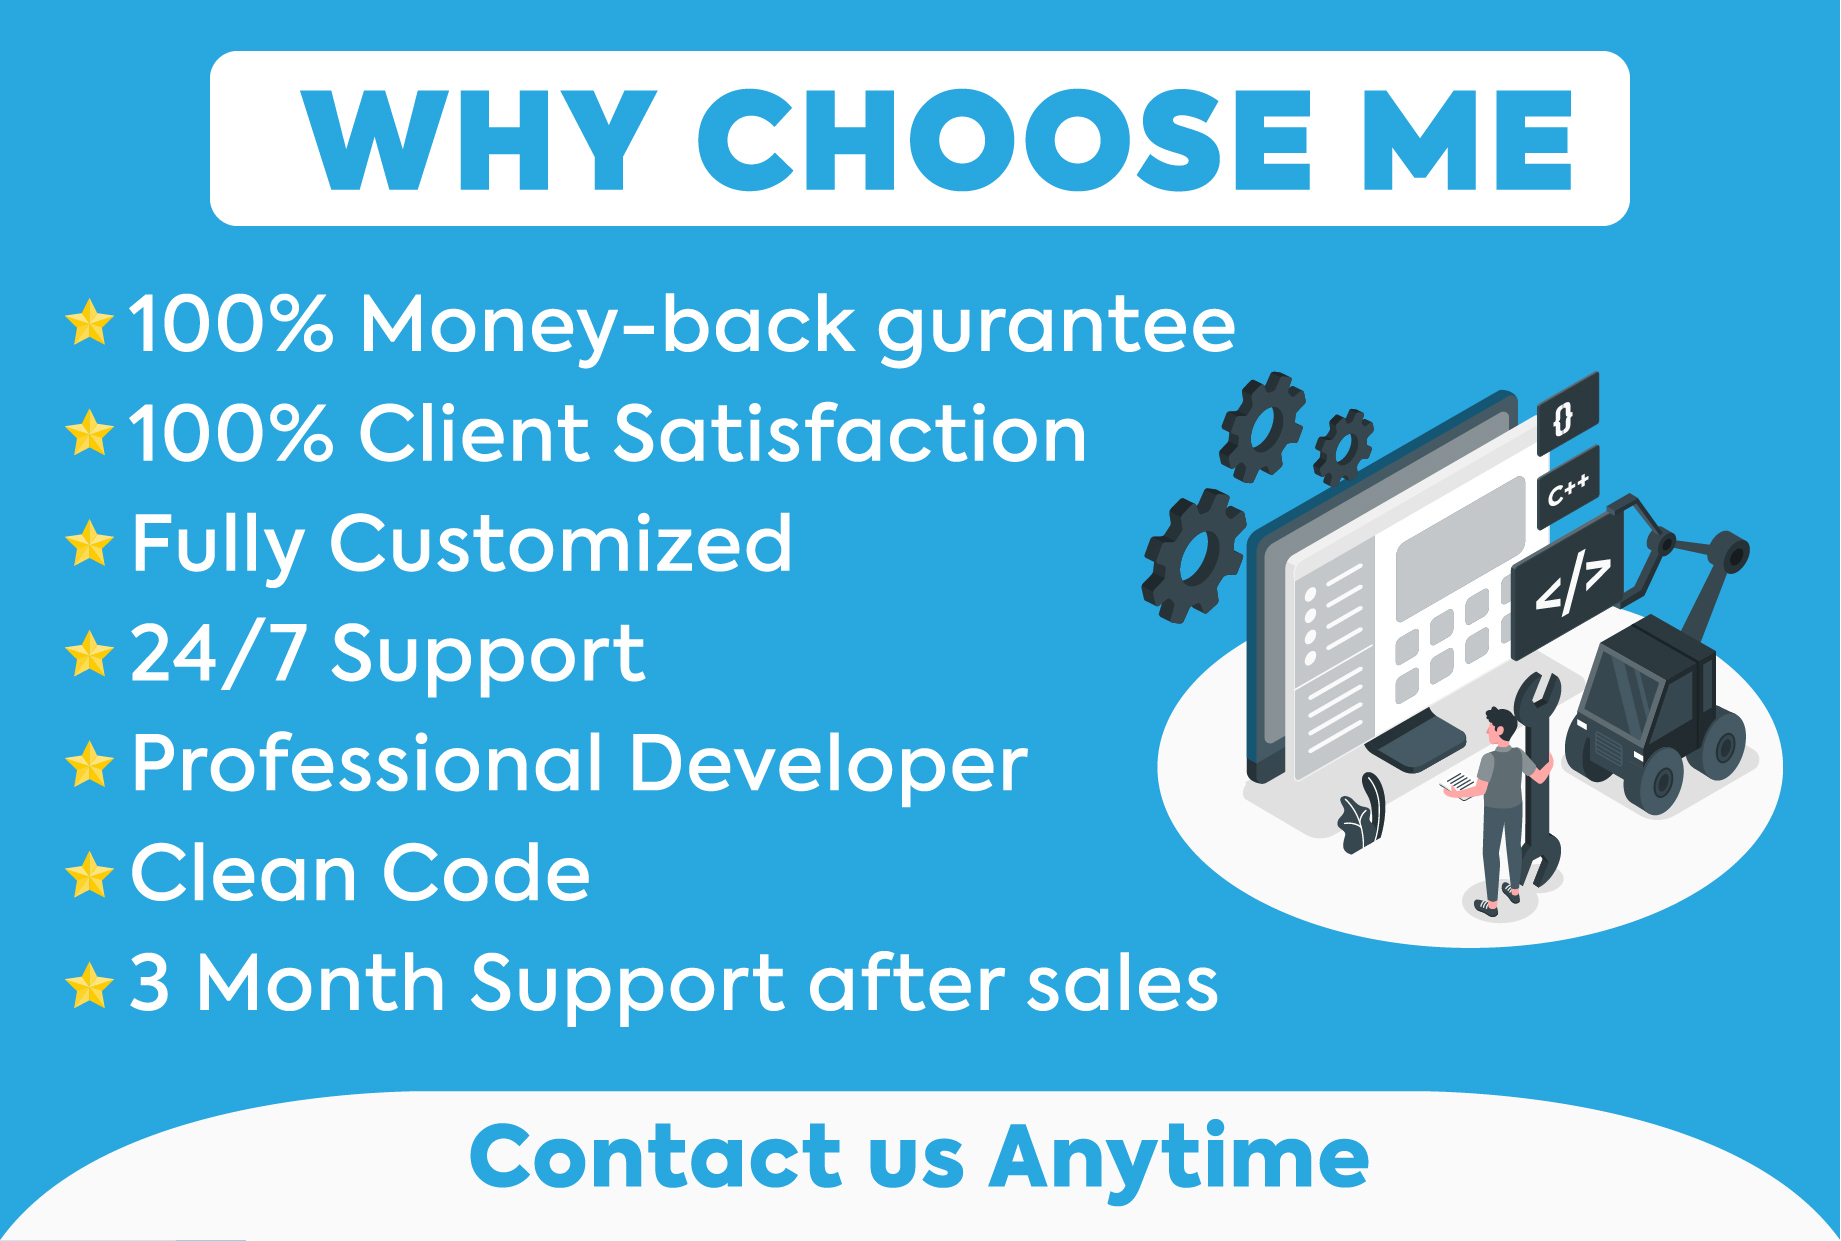 WHY CHOOSE ME
100% Money-back gurantee
100% Client Satisfaction
Fully Customized
24/7 Support
Professional Developer
Clean Code
3 Month Support after sales
{}
C++
</>
Contact us Anytime